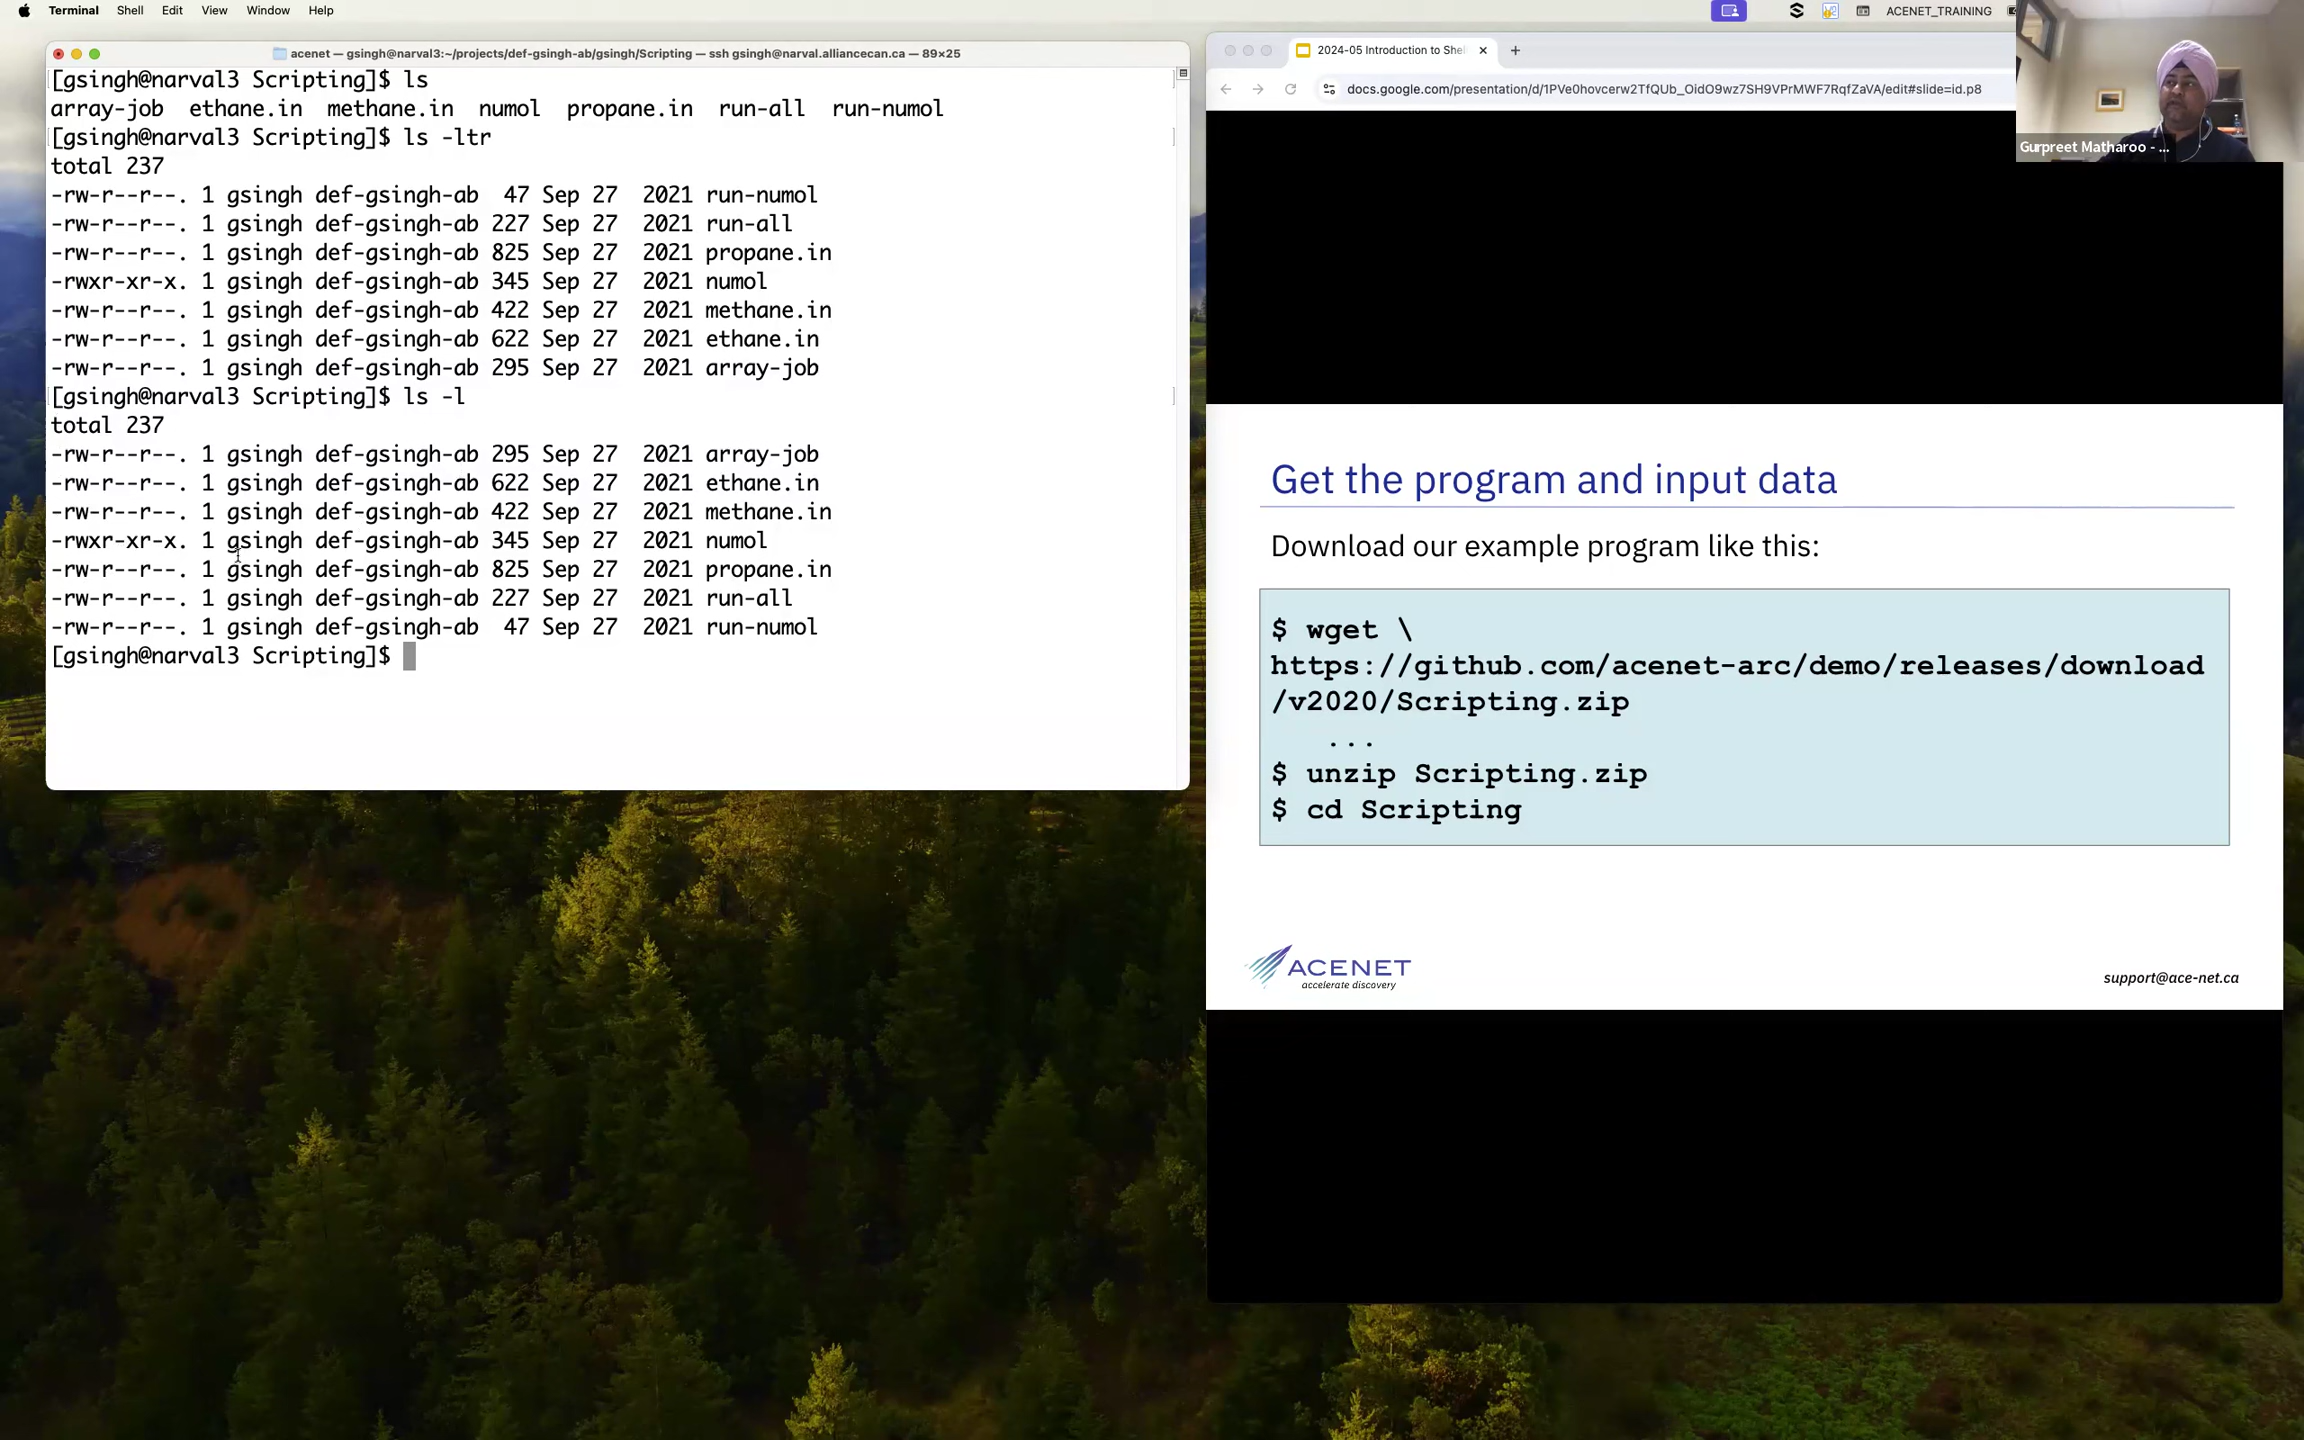 Terminal Shell Edit View Window Help
ACENET_TRAINING
acenet — gsingh@narval3:~/projects/def-gsingh-ab/gsingh/Scripting — ssh gsingh@narval.alliancecan.ca — 89×25
[gsingh@narval3 Scripting]$ ls
array-job ethane.in methane.in numol propane.in run-all run-numol
[gsingh@narval3 Scripting]$ ls -ltr
total 237
-rw-r--r--. 1 gsingh def-gsingh-ab 47 Sep 27 2021 run-numol
-rw-r--r--. 1 gsingh def-gsingh-ab 227 Sep 27 2021 run-all
-rw-r--r--. 1 gsingh def-gsingh-ab 825 Sep 27 2021 propane.in
-rwxr-xr-x. 1 gsingh def-gsingh-ab 345 Sep 27 2021 numol
-rw-r--r--. 1 gsingh def-gsingh-ab 422 Sep 27 2021 methane.in
-rw-r--r--. 1 gsingh def-gsingh-ab 622 Sep 27 2021 ethane.in
-rw-r--r--. 1 gsingh def-gsingh-ab 295 Sep 27 2021 array-job
[gsingh@narval3 Scripting]$ ls -l
total 237
-rw-r--r--. 1 gsingh def-gsingh-ab 295 Sep 27 2021 array-job
-rw-r--r--. 1 gsingh def-gsingh-ab 622 Sep 27 2021 ethane.in
-rw-r--r--. 1 gsingh def-gsingh-ab 422 Sep 27 2021 methane.in
-rwxr-xr-x. 1 gsingh def-gsingh-ab 345 Sep 27 2021 numol
-rw-r--r--. 1 gsingh def-gsingh-ab 825 Sep 27 2021 propane.in
-rw-r--r--. 1 gsingh def-gsingh-ab 227 Sep 27 2021 run-all
-rw-r--r--. 1 gsingh def-gsingh-ab 47 Sep 27 2021 run-numol
[gsingh@narval3 Scripting]$
2024-05 Introduction to Shel
docs.google.com/presentation/d/1PVe0hovcerw2TfQUb_OidO9wz7SH9VPrMWF7RqfZaVA/edit#slide=id.p8
Gurpreet Matharoo - ...
Get the program and input data
Download our example program like this:
$ wget \
https://github.com/acenet-arc/demo/releases/download
/v2020/Scripting.zip
...
$ unzip Scripting.zip
$ cd Scripting
ACENET
accelerate discovery
support@ace-net.ca